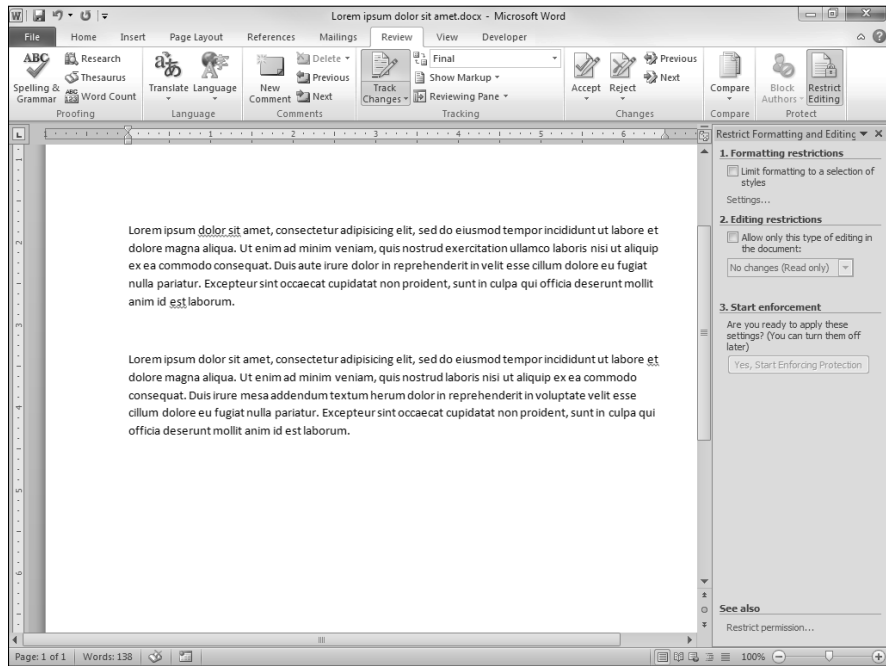 Lorem ipsum dolor sit amet.docx - Microsoft Word
File Home Insert Page Layout References Mailings Review View Developer
ABC Spelling & Grammar
Research
Thesaurus
ABC 123 Word Count
Proofing
Translate Language
Language
New Comment
Delete
Previous
Next
Comments
Track Changes
Final
Show Markup
Reviewing Pane
Tracking
Accept Reject
Previous
Next
Changes
Compare
Compare
Block Authors
Restrict Editing
Protect
1 2 3 4 5 6
Lorem ipsum dolor sit amet, consectetur adipisicing elit, sed do eiusmod tempor incididunt ut labore et
dolore magna aliqua. Ut enim ad minim veniam, quis nostrud exercitation ullamco laboris nisi ut aliquip
ex ea commodo consequat. Duis aute irure dolor in reprehenderit in velit esse cillum dolore eu fugiat
nulla pariatur. Excepteur sint occaecat cupidatat non proident, sunt in culpa qui officia deserunt mollit
anim id est laborum.
Lorem ipsum dolor sit amet, consectetur adipisicing elit, sed do eiusmod tempor incididunt ut labore et
dolore magna aliqua. Ut enim ad minim veniam, quis nostrud laboris nisi ut aliquip ex ea commodo
consequat. Duis irure mesa addendum textum herum dolor in reprehenderit in voluptate velit esse
cillum dolore eu fugiat nulla pariatur. Excepteur sint occaecat cupidatat non proident, sunt in culpa qui
officia deserunt mollit anim id est laborum.
Restrict Formatting and Editing
1. Formatting restrictions
Limit formatting to a selection of
styles
Settings...
2. Editing restrictions
Allow only this type of editing in
the document:
No changes (Read only)
3. Start enforcement
Are you ready to apply these
settings? (You can turn them off
later)
Yes, Start Enforcing Protection
See also
Restrict permission...
Page: 1 of 1 Words: 138 100%